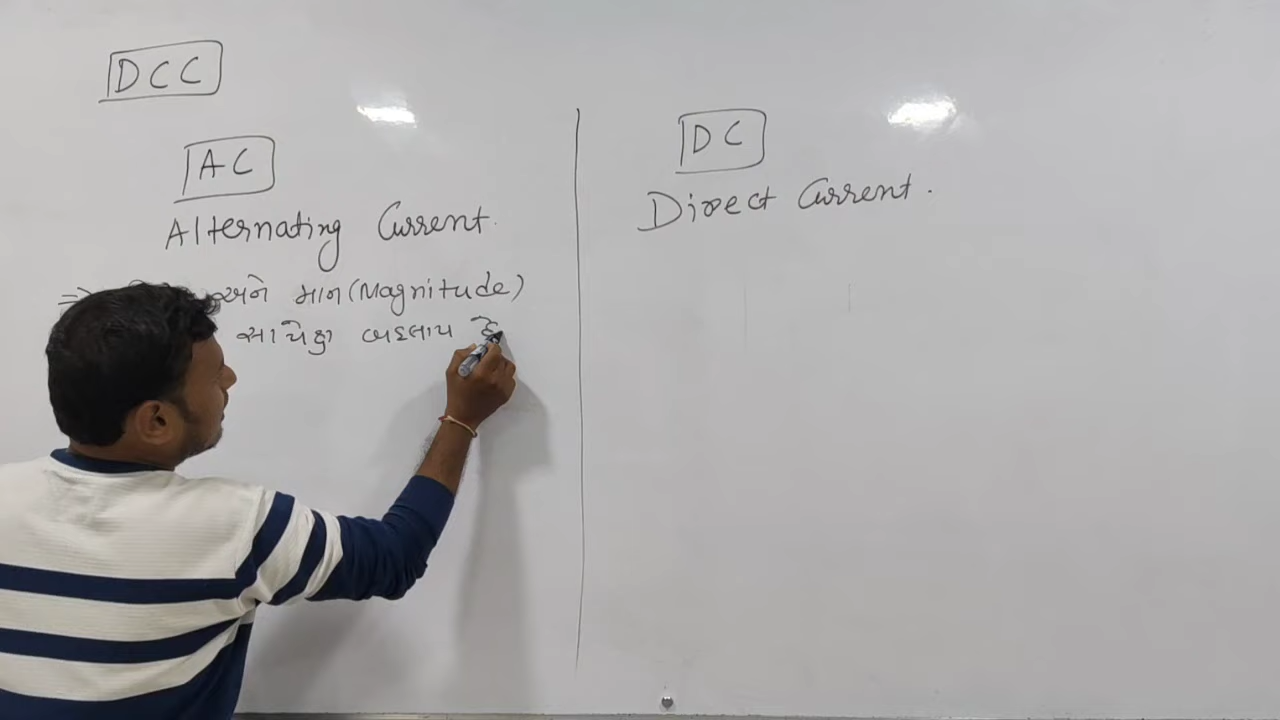 DCC
AC
Alternating Current.
⇒ અને માન (Magnitude)
સાપેક્ષ બદલાય છે
DC
Direct Current.